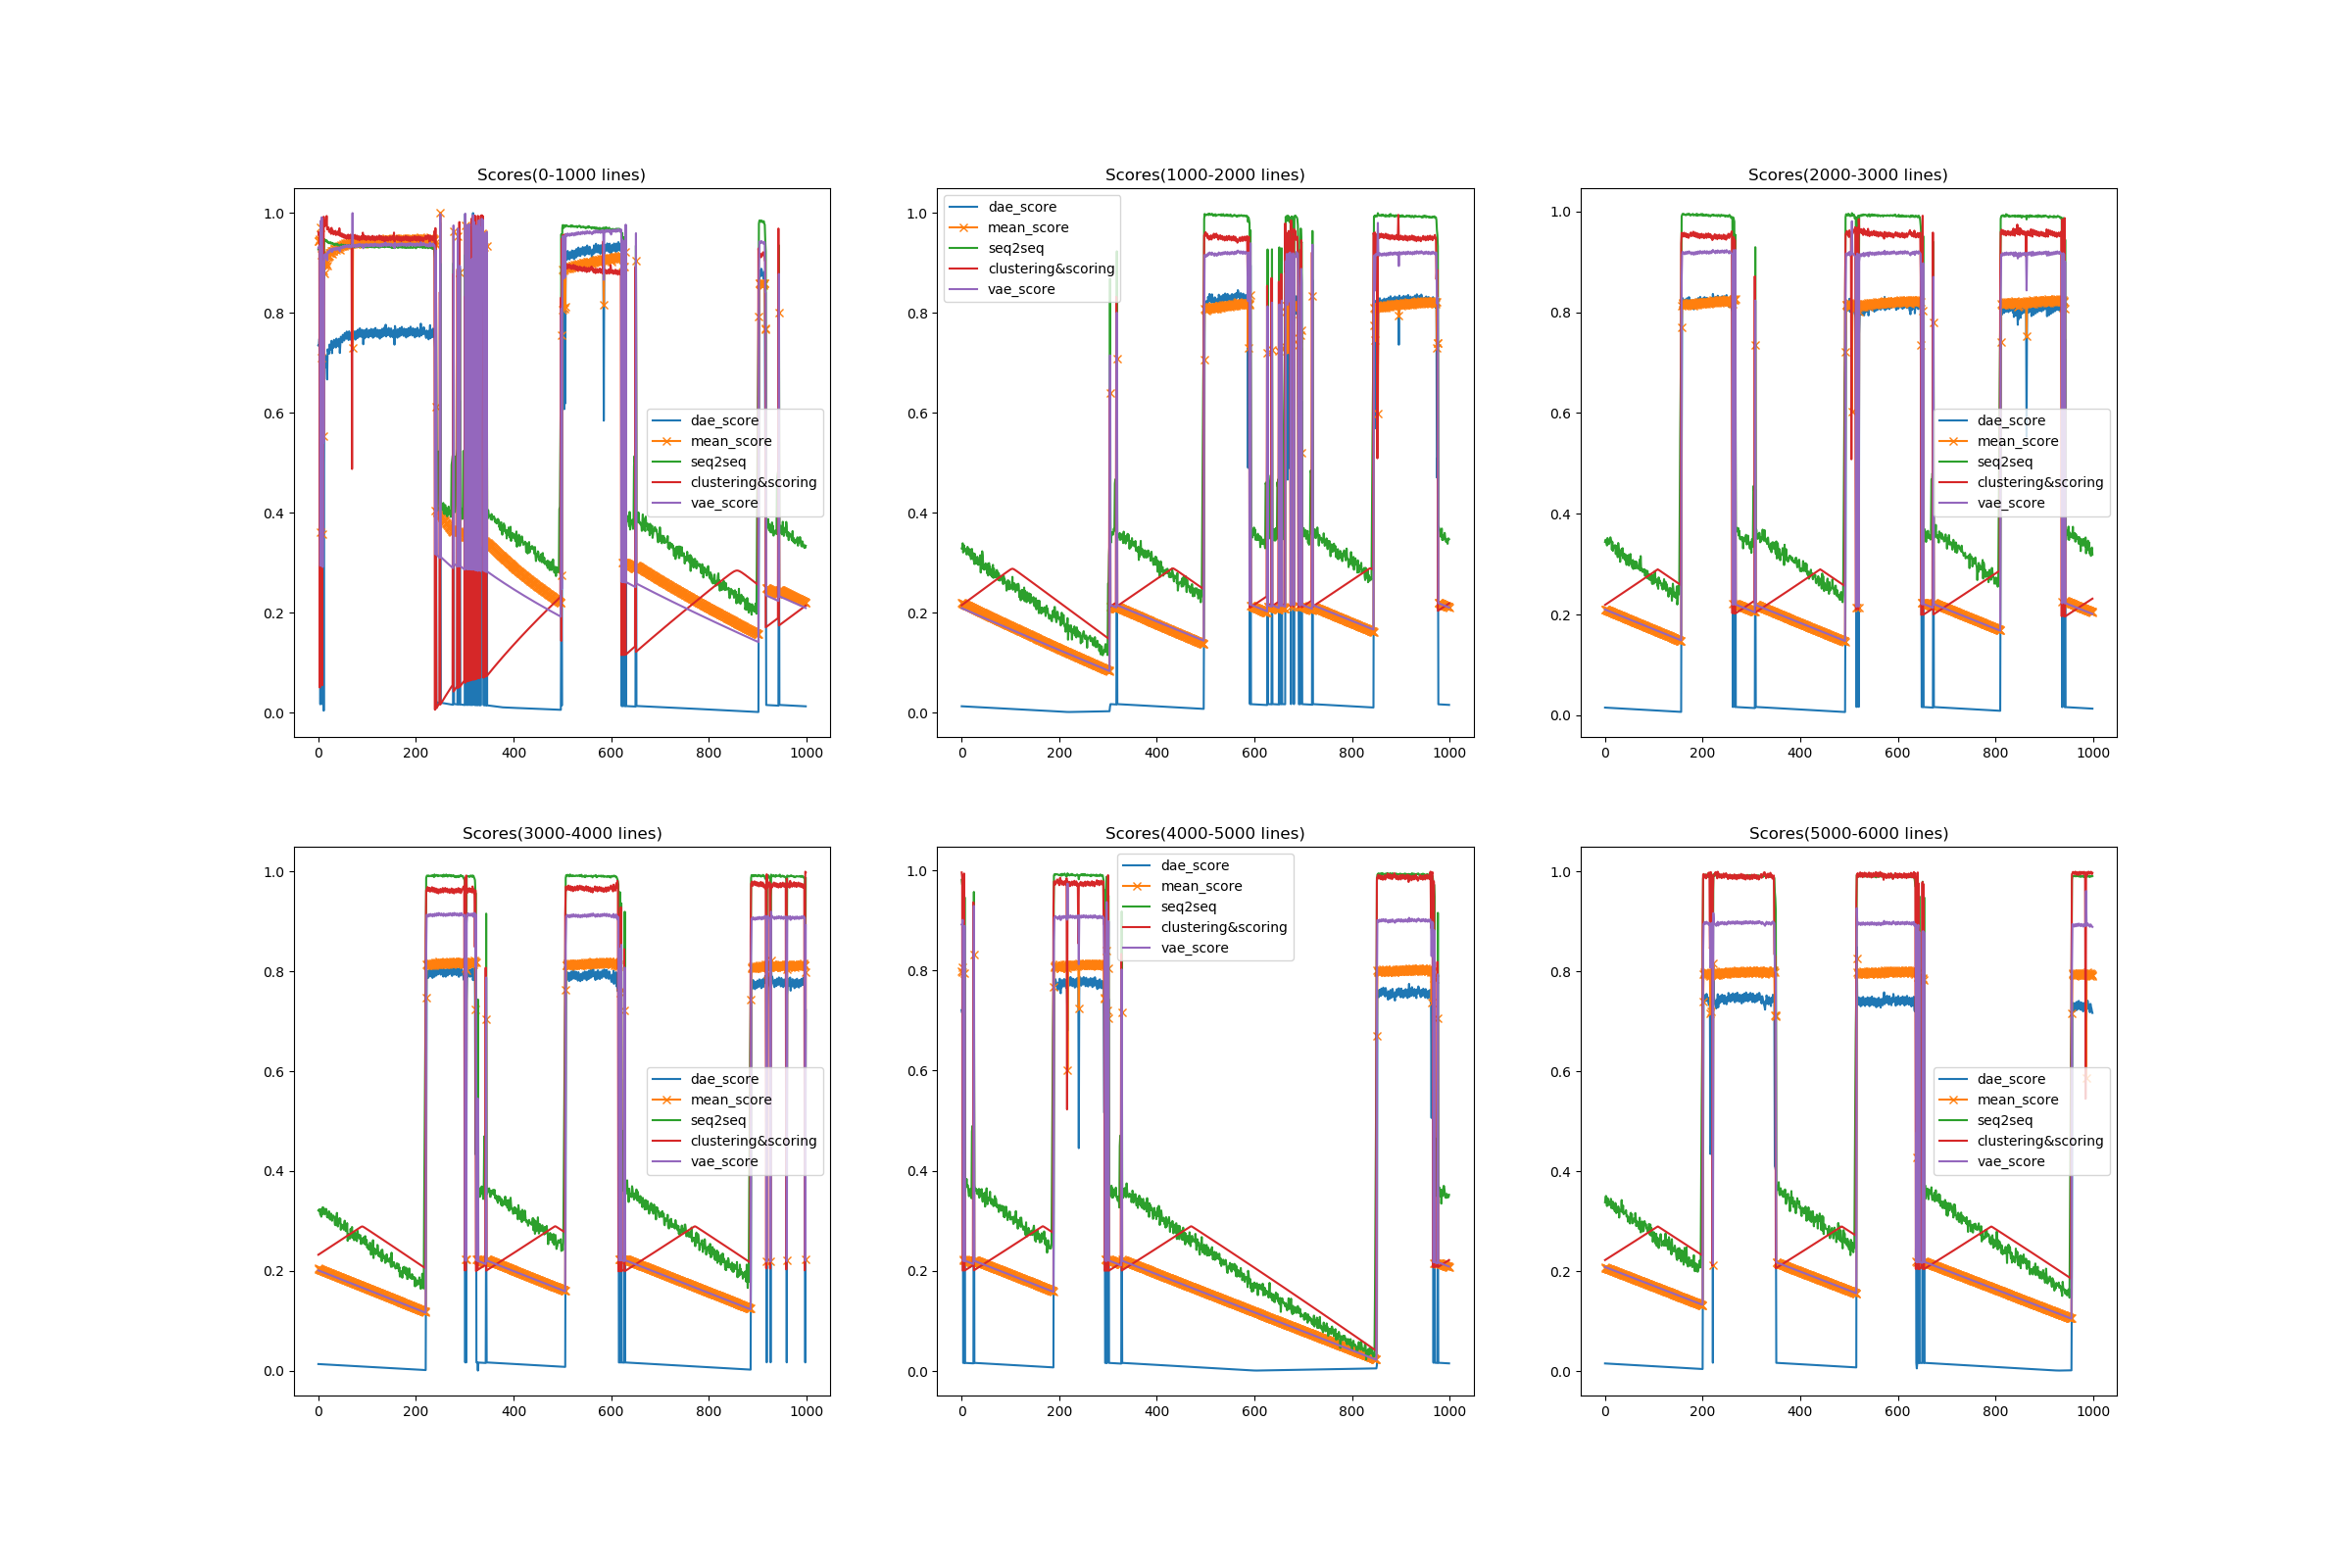 Scores(0-1000 lines)
1.0
0.8
0.6
0.4
0.2
0.0
0 200 400 600 800 1000
dae_score
mean_score
seq2seq
clustering&scoring
vae_score
Scores(1000-2000 lines)
1.0
0.8
0.6
0.4
0.2
0.0
0 200 400 600 800 1000
dae_score
mean_score
seq2seq
clustering&scoring
vae_score
Scores(2000-3000 lines)
1.0
0.8
0.6
0.4
0.2
0.0
0 200 400 600 800 1000
dae_score
mean_score
seq2seq
clustering&scoring
vae_score
Scores(3000-4000 lines)
1.0
0.8
0.6
0.4
0.2
0.0
0 200 400 600 800 1000
dae_score
mean_score
seq2seq
clustering&scoring
vae_score
Scores(4000-5000 lines)
1.0
0.8
0.6
0.4
0.2
0.0
0 200 400 600 800 1000
dae_score
mean_score
seq2seq
clustering&scoring
vae_score
Scores(5000-6000 lines)
1.0
0.8
0.6
0.4
0.2
0.0
0 200 400 600 800 1000
dae_score
mean_score
seq2seq
clustering&scoring
vae_score